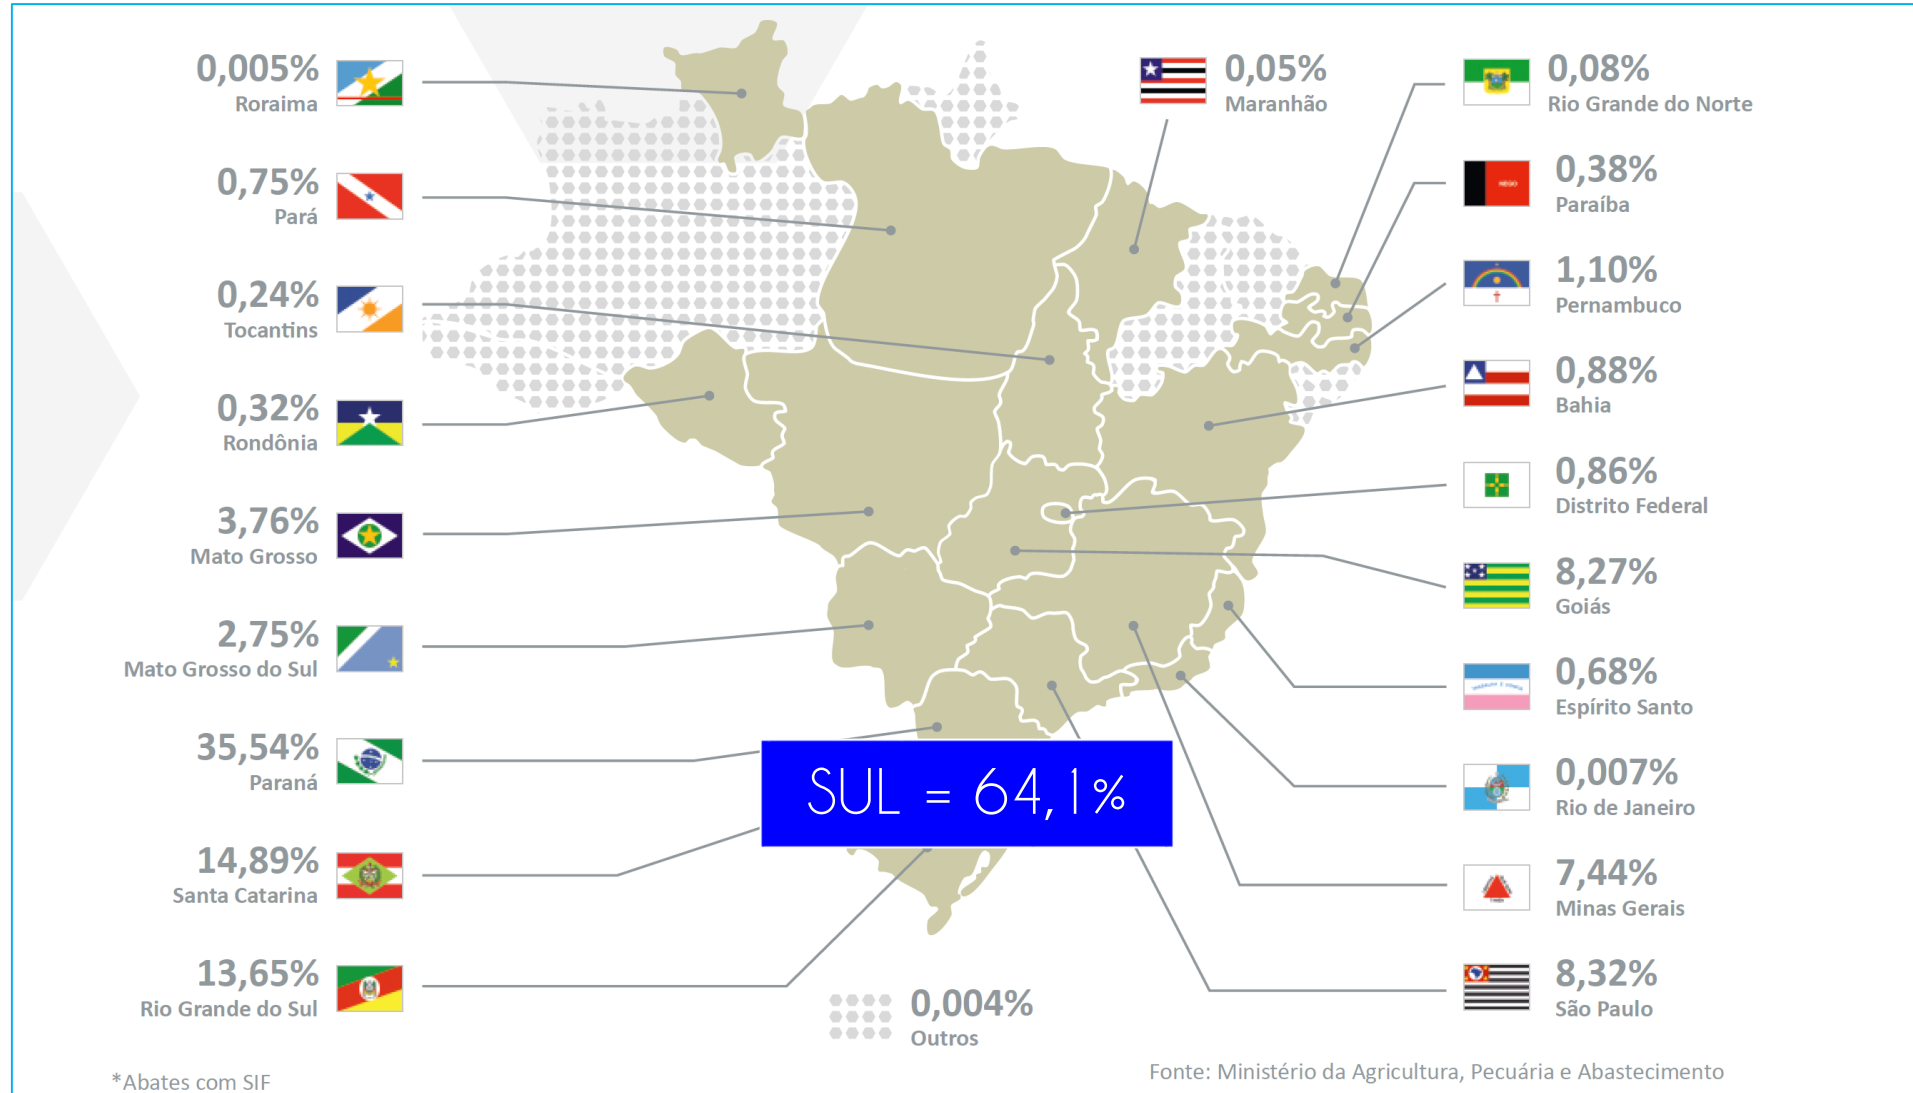 0,005%
Roraima
0,75%
Pará
0,24%
Tocantins
0,32%
Rondônia
3,76%
Mato Grosso
2,75%
Mato Grosso do Sul
35,54%
Paraná
14,89%
Santa Catarina
13,65%
Rio Grande do Sul
*Abates com SIF
SUL = 64,1%
0,004%
Outros
0,05%
Maranhão
0,08%
Rio Grande do Norte
NEGO
0,38%
Paraíba
1,10%
Pernambuco
0,88%
Bahia
0,86%
Distrito Federal
8,27%
Goiás
0,68%
Espírito Santo
0,007%
Rio de Janeiro
7,44%
Minas Gerais
8,32%
São Paulo
Fonte: Ministério da Agricultura, Pecuária e Abastecimento